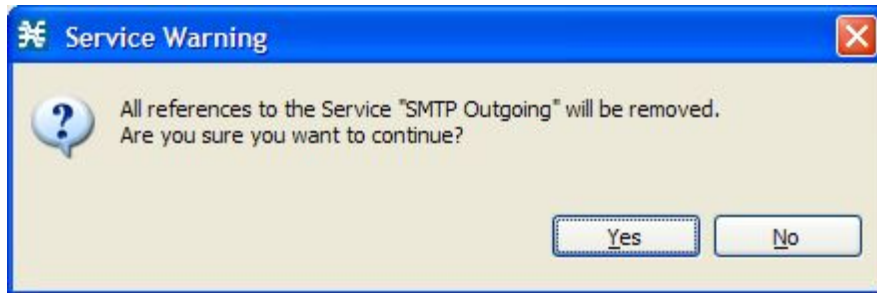 Service Warning
All references to the Service "SMTP Outgoing" will be removed.
Are you sure you want to continue?
Yes No